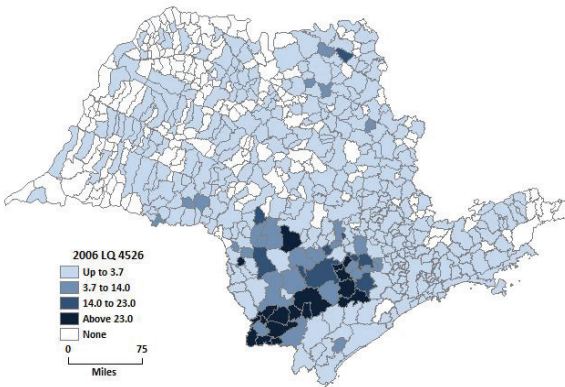 2006 LQ 4526
Up to 3.7
3.7 to 14.0
14.0 to 23.0
Above 23.0
None
0 75
Miles